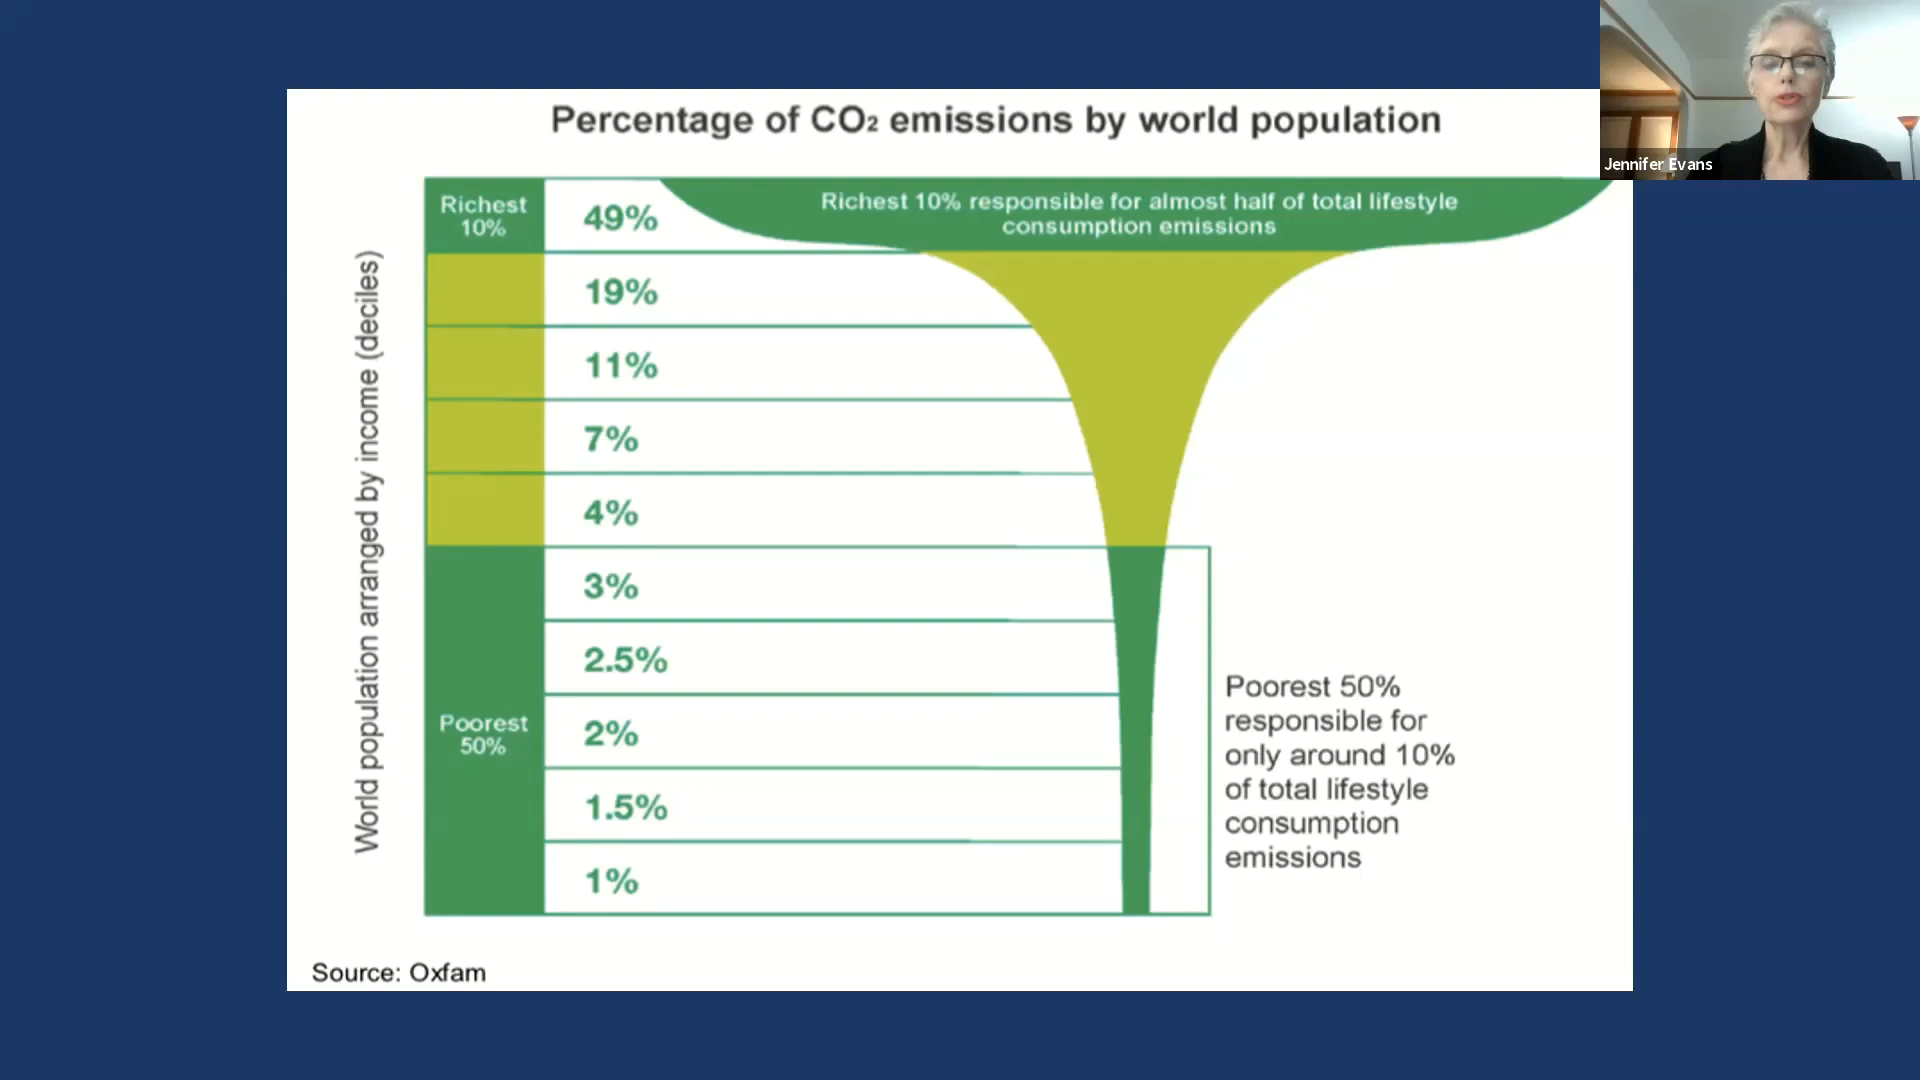 Percentage of CO₂ emissions by world population
Jennifer Evans
World population arranged by income (deciles)
Richest
10%
49%
Richest 10% responsible for almost half of total lifestyle
consumption emissions
19%
11%
7%
4%
3%
2.5%
Poorest
50%
2%
1.5%
1%
Poorest 50%
responsible for
only around 10%
of total lifestyle
consumption
emissions
Source: Oxfam